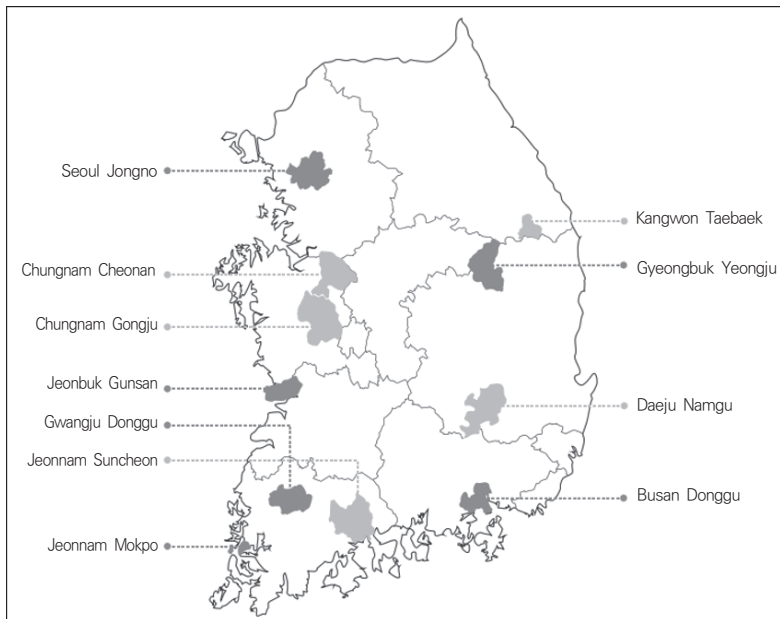 Seoul Jongno
Kangwon Taebaek
Chungnam Cheonan
Gyeongbuk Yeongju
Chungnam Gongju
Jeonbuk Gunsan
Daeju Namgu
Gwangju Donggu
Jeonnam Suncheon
Busan Donggu
Jeonnam Mokpo